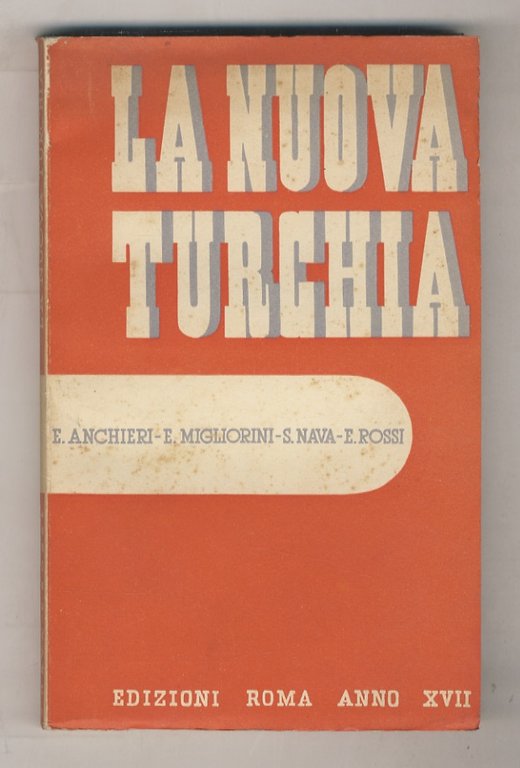 LA NUOVA
TURCHIA
E. ANCHIERI-E. MIGLIORINI-S. NAVA-E. ROSSI
EDIZIONI ROMA ANNO XVII